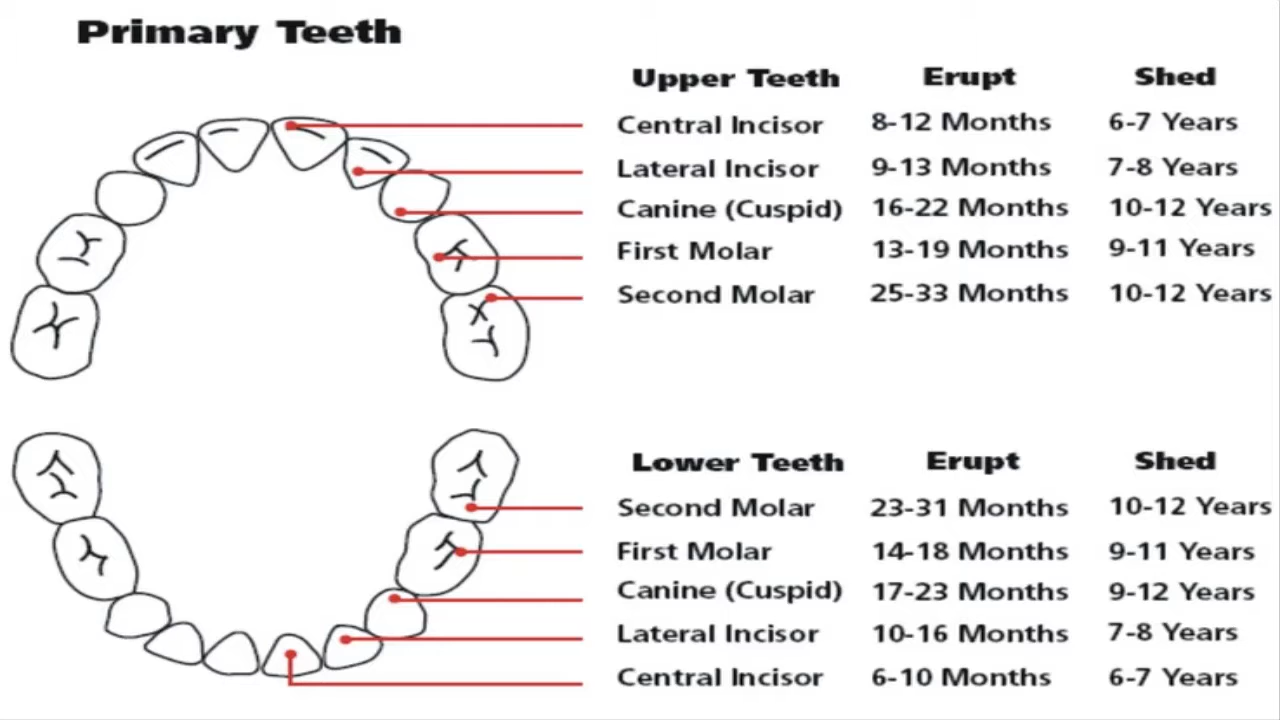 Primary Teeth
Upper Teeth Erupt Shed
Central Incisor 8-12 Months 6-7 Years
Lateral Incisor 9-13 Months 7-8 Years
Canine (Cuspid) 16-22 Months 10-12 Years
First Molar 13-19 Months 9-11 Years
Second Molar 25-33 Months 10-12 Years
Lower Teeth Erupt Shed
Second Molar 23-31 Months 10-12 Years
First Molar 14-18 Months 9-11 Years
Canine (Cuspid) 17-23 Months 9-12 Years
Lateral Incisor 10-16 Months 7-8 Years
Central Incisor 6-10 Months 6-7 Years